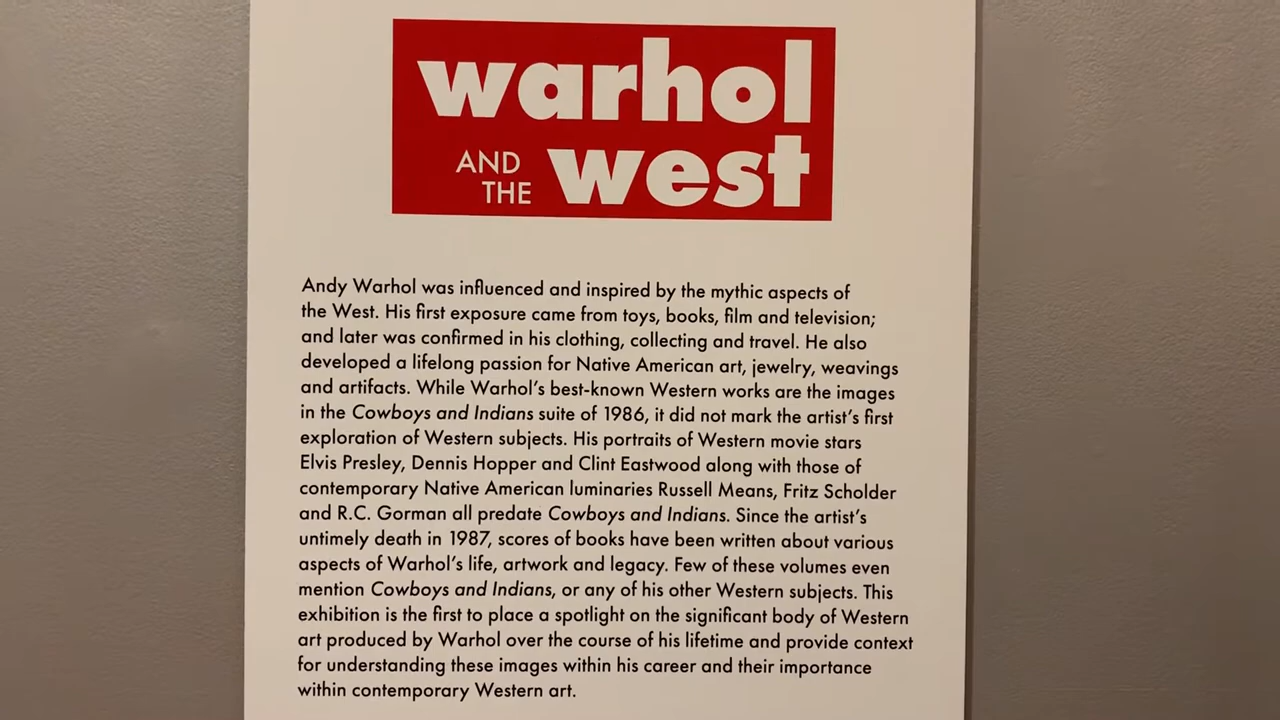 warhol
AND THE west
Andy Warhol was influenced and inspired by the mythic aspects of
the West. His first exposure came from toys, books, film and television;
and later was confirmed in his clothing, collecting and travel. He also
developed a lifelong passion for Native American art, jewelry, weavings
and artifacts. While Warhol's best-known Western works are the images
in the Cowboys and Indians suite of 1986, it did not mark the artist's first
exploration of Western subjects. His portraits of Western movie stars
Elvis Presley, Dennis Hopper and Clint Eastwood along with those of
contemporary Native American luminaries Russell Means, Fritz Scholder
and R.C. Gorman all predate Cowboys and Indians. Since the artist's
untimely death in 1987, scores of books have been written about various
aspects of Warhol's life, artwork and legacy. Few of these volumes even
mention Cowboys and Indians, or any of his other Western subjects. This
exhibition is the first to place a spotlight on the significant body of Western
art produced by Warhol over the course of his lifetime and provide context
for understanding these images within his career and their importance
within contemporary Western art.